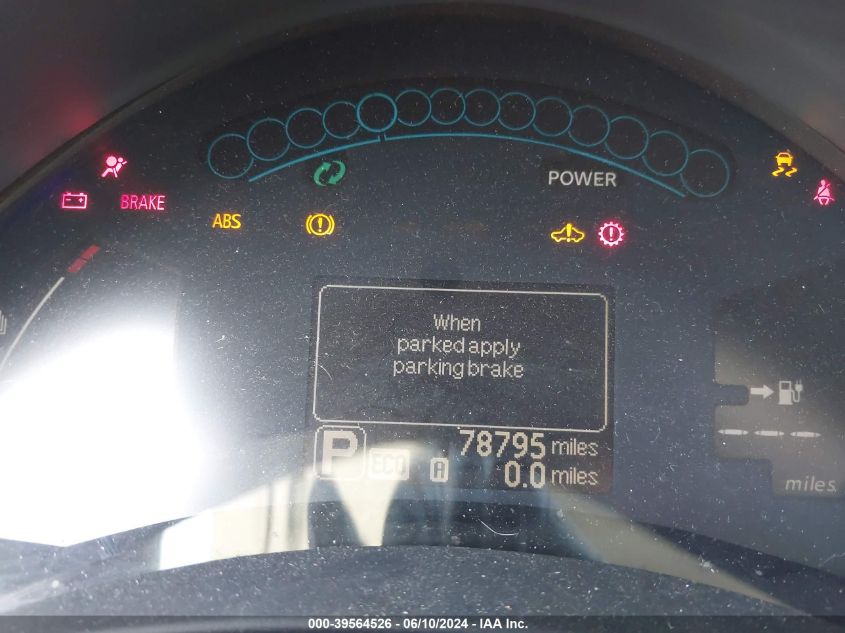 POWER
BRAKE
ABS
When
parked apply
parking brake
P ECO A 78795 miles
0.0 miles
--- miles
000-39564526 - 06/10/2024 - IAA Inc.